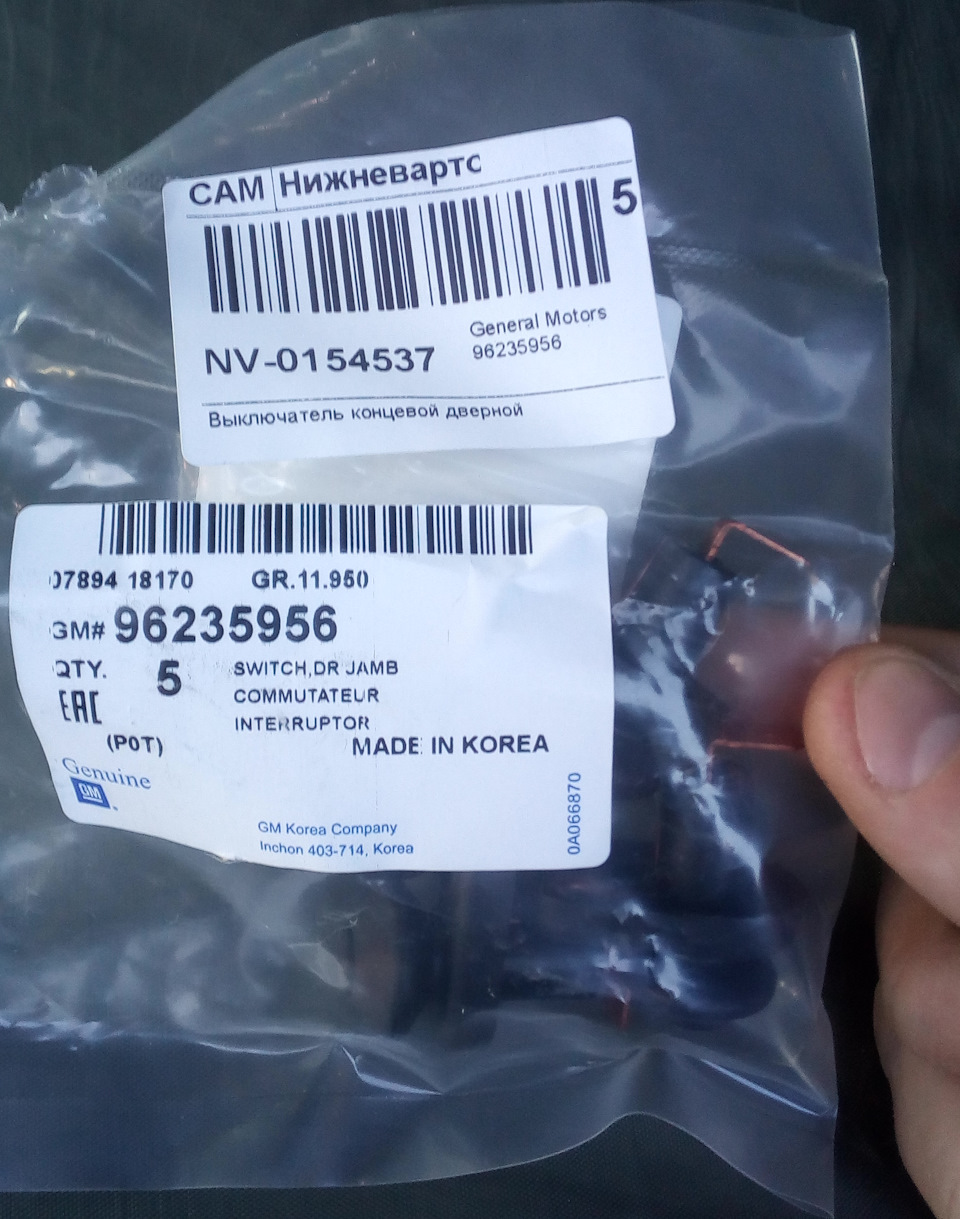 САМ Нижневартс
5
General Motors
96235956
NV-0154537
Выключатель концевой дверной
07894 18170 GR.11.950
GM# 96235956
QTY. 5
SWITCH,DR JAMB
COMMUTATEUR
INTERRUPTOR
EAC
(P0T)
MADE IN KOREA
Genuine
GM
GM Korea Company
Inchon 403-714, Korea
0A066870